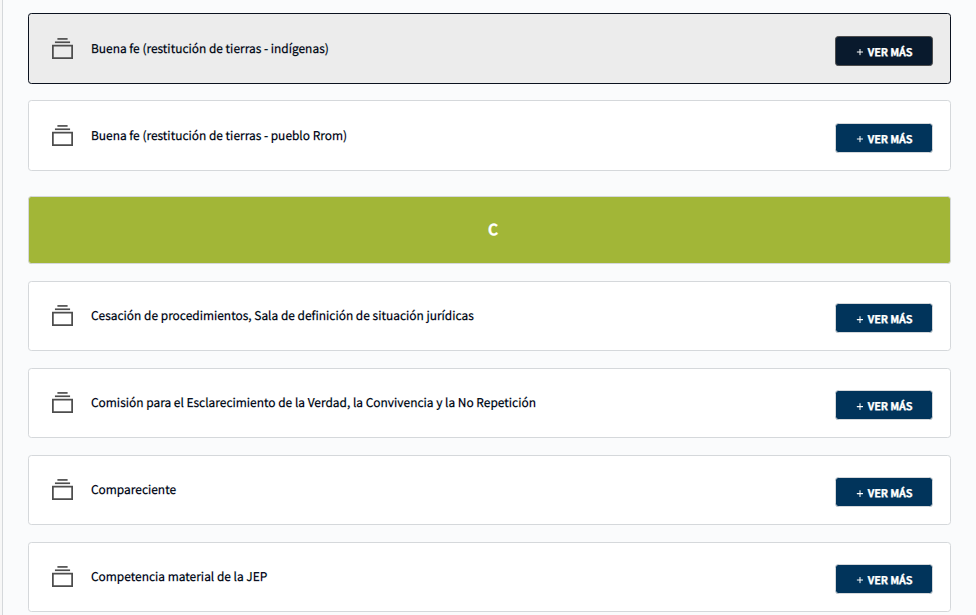 Buena fe (restitución de tierras - indígenas)
+ VER MÁS
Buena fe (restitución de tierras - pueblo Rrom)
+ VER MÁS
C
Cesación de procedimientos, Sala de definición de situación jurídicas
+ VER MÁS
Comisión para el Esclarecimiento de la Verdad, la Convivencia y la No Repetición
+ VER MÁS
Compareciente
+ VER MÁS
Competencia material de la JEP
+ VER MÁS